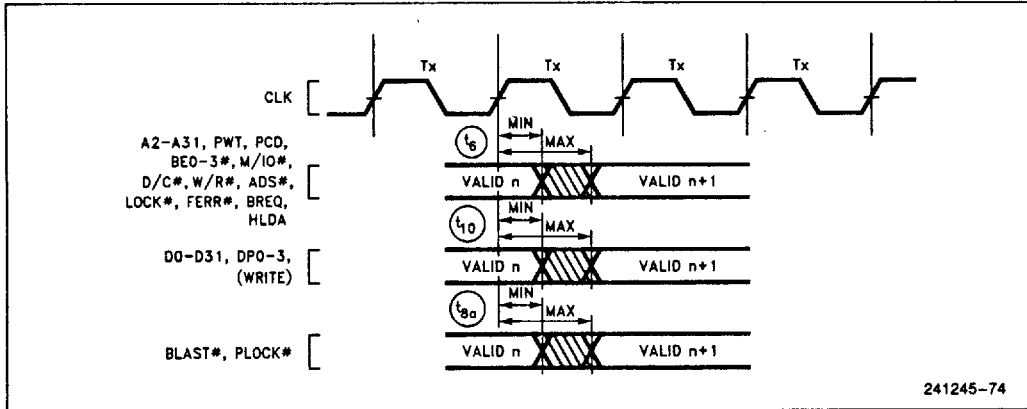 Tx Tx Tx Tx
CLK
A2-A31, PWT, PCD,
BE0-3#, M/IO#,
D/C#, W/R#, ADS#,
LOCK#, FERR#, BREQ,
HLDA
t6
MIN
MAX
VALID n
VALID n+1
D0-D31, DP0-3,
(WRITE)
t10
MIN
MAX
VALID n
VALID n+1
BLAST#, PLOCK#
t8a
MIN
MAX
VALID n
VALID n+1
241245-74